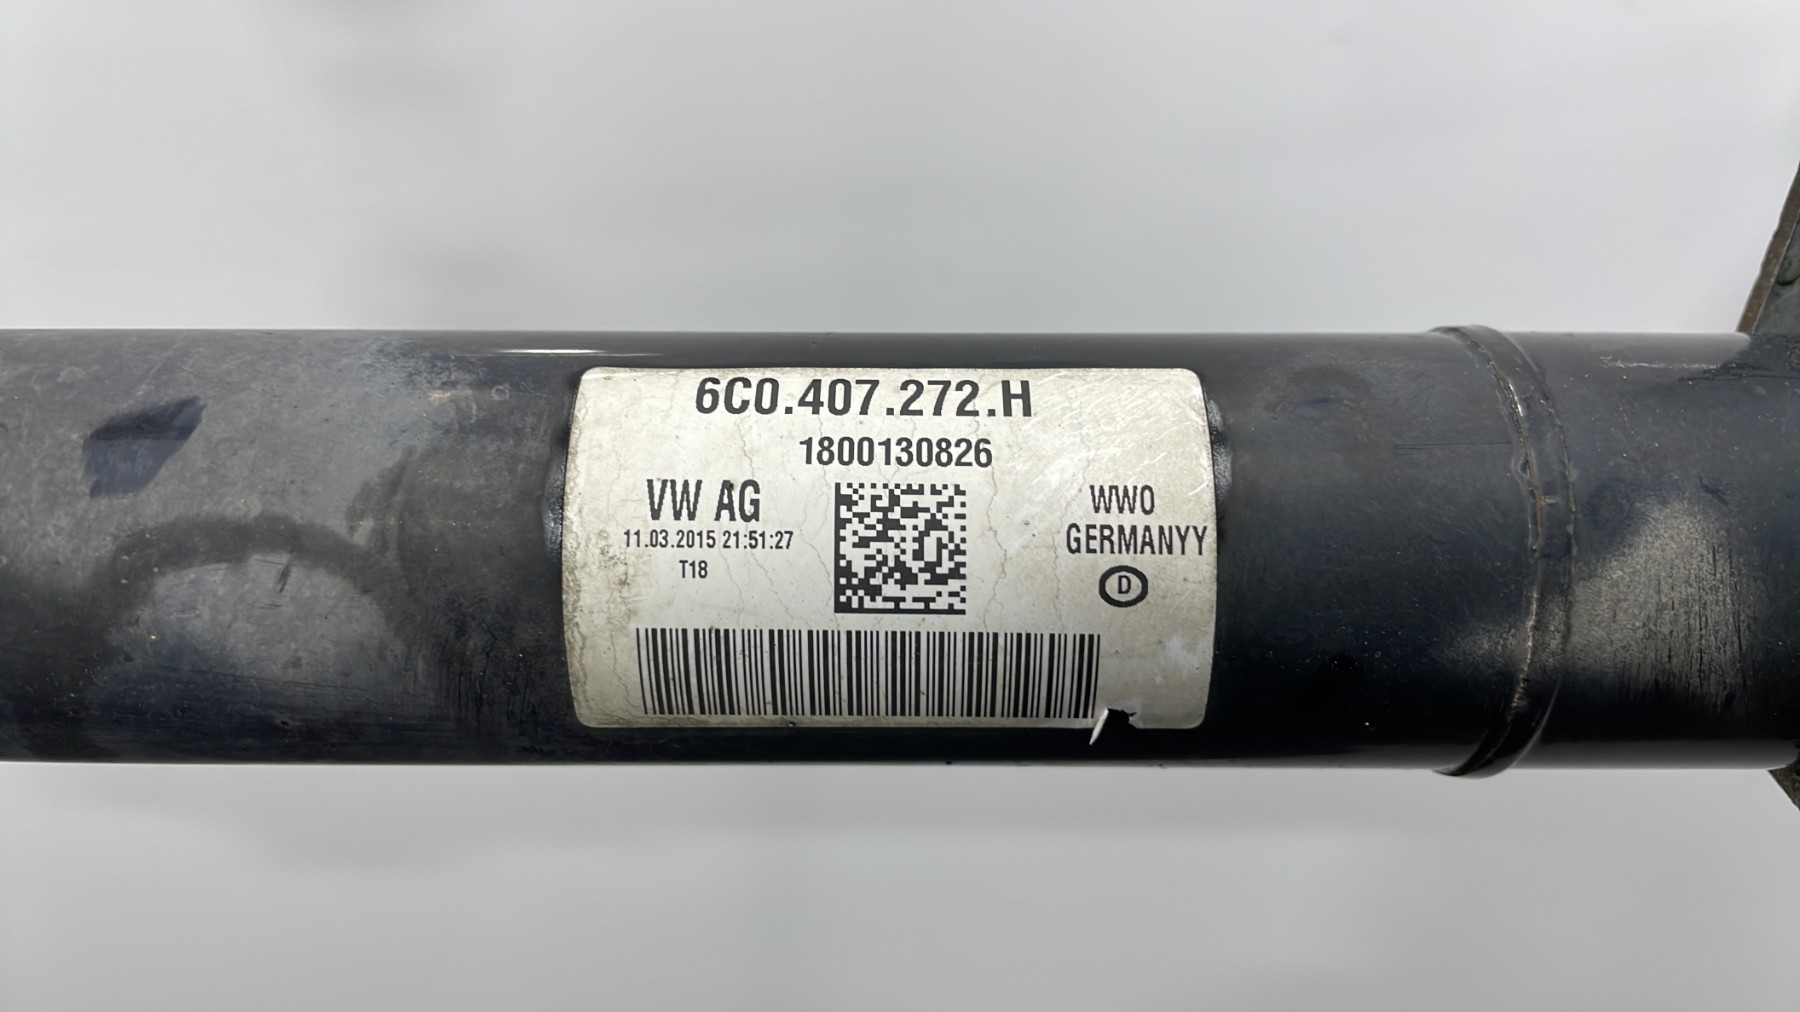 6C0.407.272.H
1800130826
VW AG
11.03.2015 21:51:27
T18
WWO
GERMANYY
D